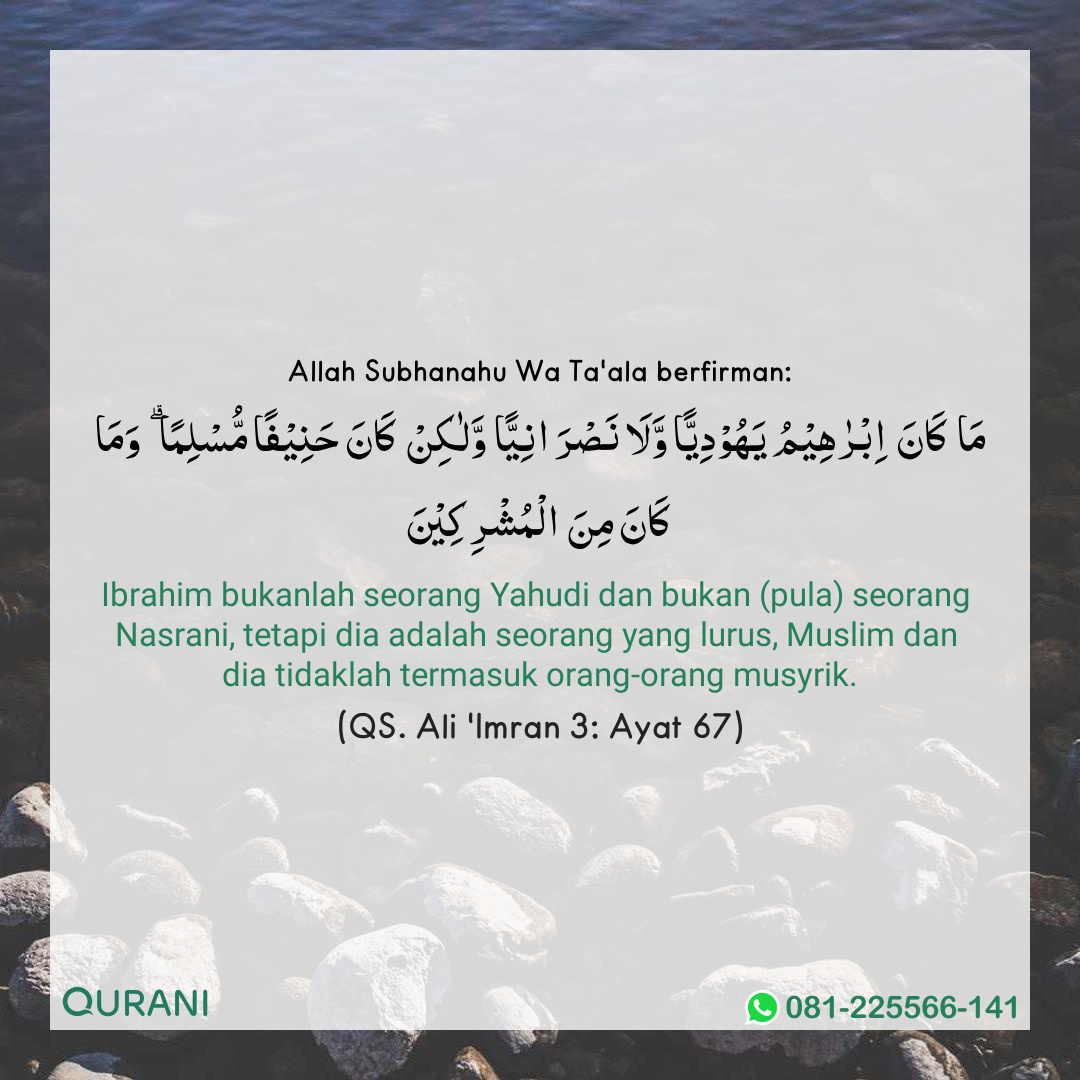 Allah Subhanahu Wa Ta'ala berfirman:
مَا كَانَ اِبْرٰهِيْمُ يَهُوْدِيًّا وَّلَا نَصْرَانِيًّا وَّلٰكِنْ كَانَ حَنِيْفًا مُّسْلِمًاۗ وَمَا
كَانَ مِنَ الْمُشْرِكِيْنَ
Ibrahim bukanlah seorang Yahudi dan bukan (pula) seorang
Nasrani, tetapi dia adalah seorang yang lurus, Muslim dan
dia tidaklah termasuk orang-orang musyrik.
(QS. Ali 'Imran 3: Ayat 67)
QURANI
081-225566-141